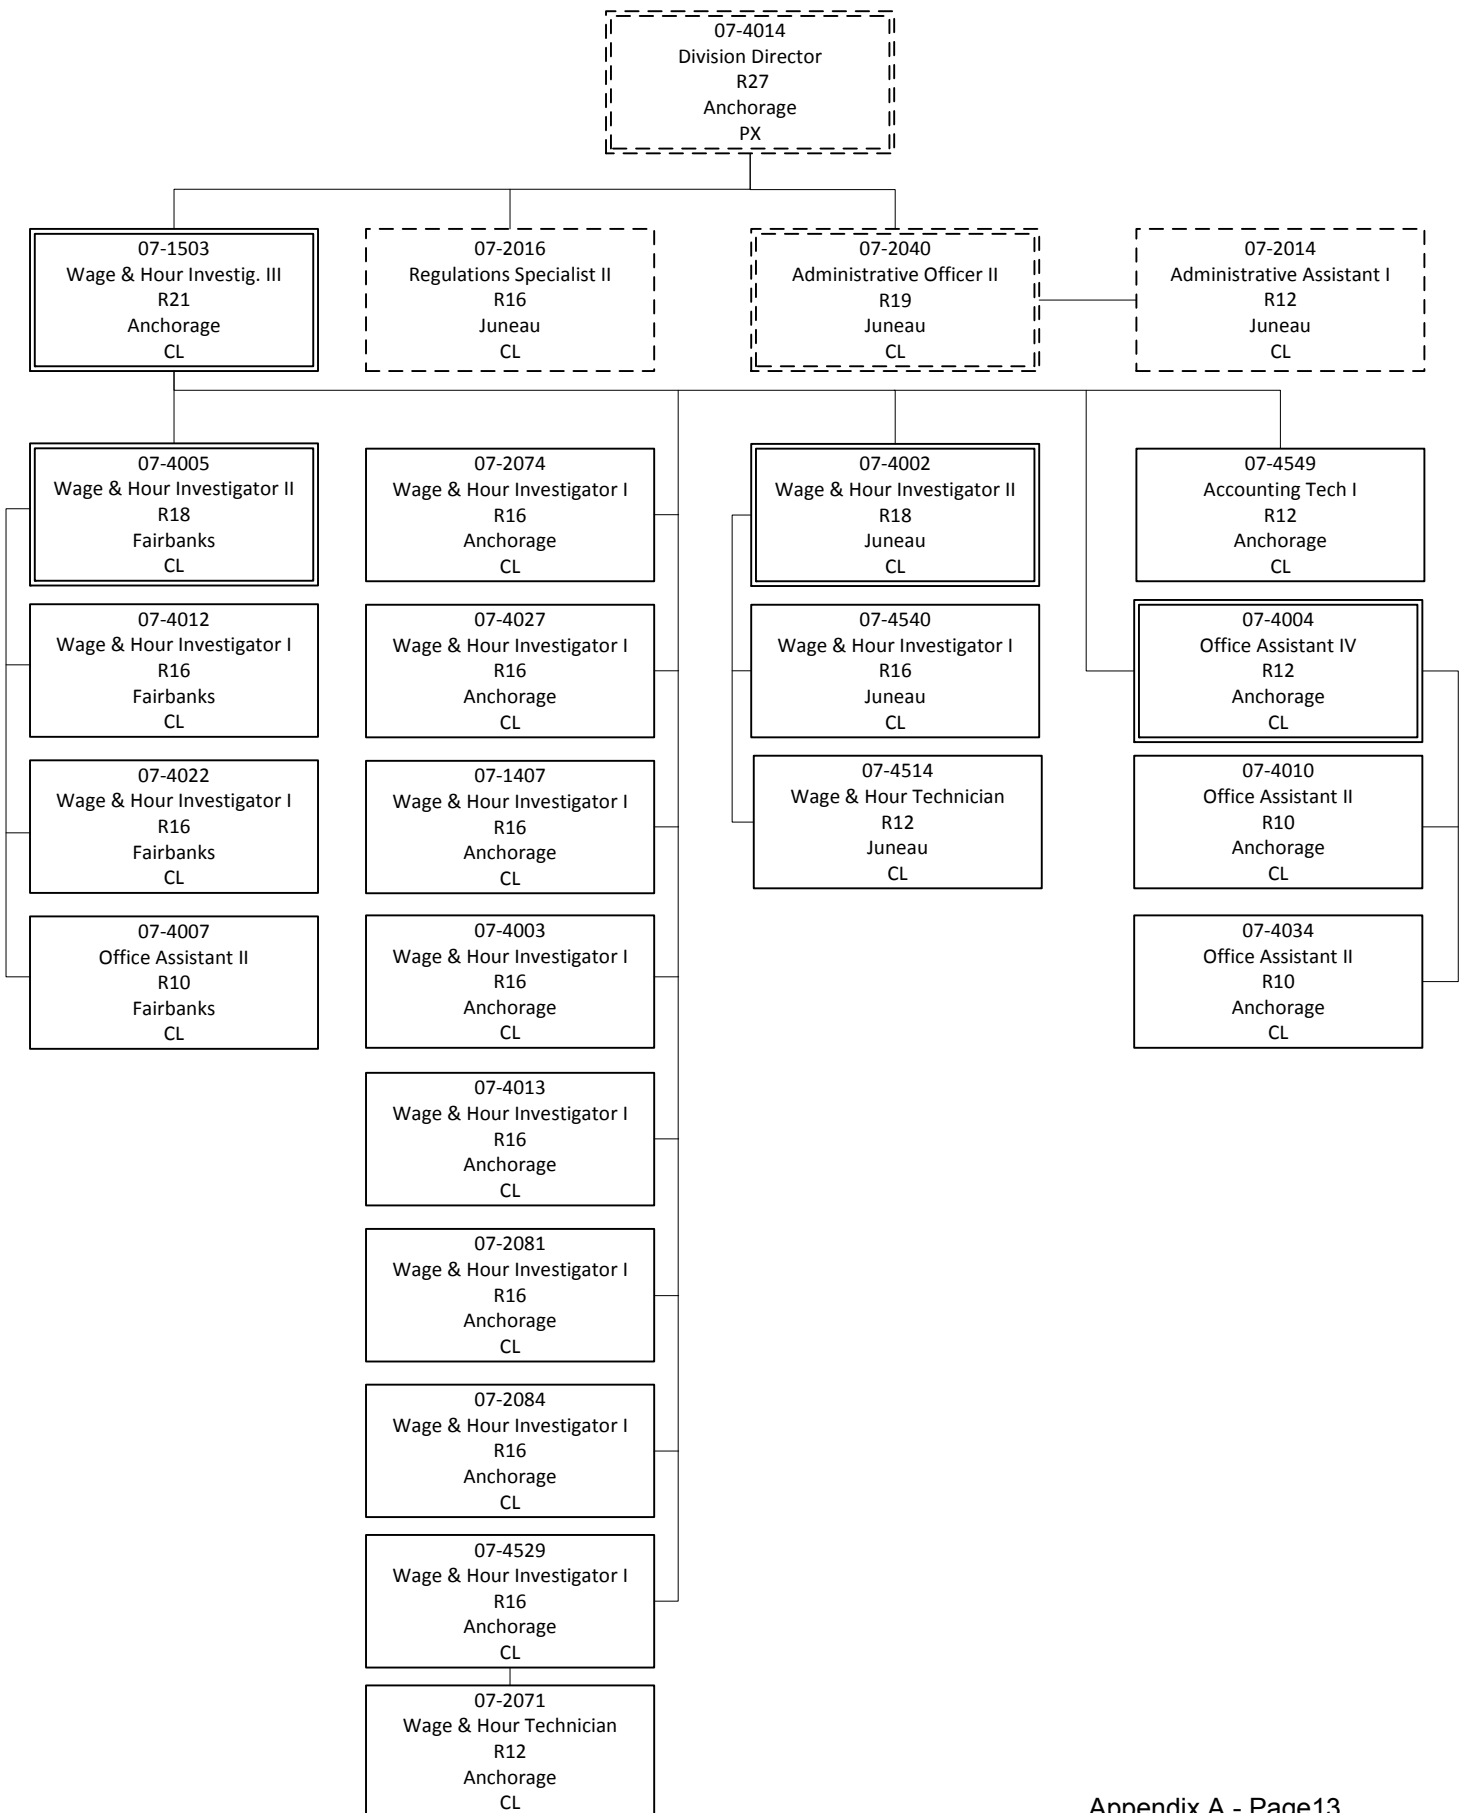 07-4014
Division Director
R27
Anchorage
PX
07-1503
Wage & Hour Investig. III
R21
Anchorage
CL
07-2016
Regulations Specialist II
R16
Juneau
CL
07-2040
Administrative Officer II
R19
Juneau
CL
07-2014
Administrative Assistant I
R12
Juneau
CL
07-4005
Wage & Hour Investigator II
R18
Fairbanks
CL
07-4012
Wage & Hour Investigator I
R16
Fairbanks
CL
07-4022
Wage & Hour Investigator I
R16
Fairbanks
CL
07-4007
Office Assistant II
R10
Fairbanks
CL
07-2074
Wage & Hour Investigator I
R16
Anchorage
CL
07-4027
Wage & Hour Investigator I
R16
Anchorage
CL
07-1407
Wage & Hour Investigator I
R16
Anchorage
CL
07-4003
Wage & Hour Investigator I
R16
Anchorage
CL
07-4013
Wage & Hour Investigator I
R16
Anchorage
CL
07-2081
Wage & Hour Investigator I
R16
Anchorage
CL
07-2084
Wage & Hour Investigator I
R16
Anchorage
CL
07-4529
Wage & Hour Investigator I
R16
Anchorage
CL
07-2071
Wage & Hour Technician
R12
Anchorage
CL
07-4002
Wage & Hour Investigator II
R18
Juneau
CL
07-4540
Wage & Hour Investigator I
R16
Juneau
CL
07-4514
Wage & Hour Technician
R12
Juneau
CL
07-4549
Accounting Tech I
R12
Anchorage
CL
07-4004
Office Assistant IV
R12
Anchorage
CL
07-4010
Office Assistant II
R10
Anchorage
CL
07-4034
Office Assistant II
R10
Anchorage
CL
Appendix A - Page13